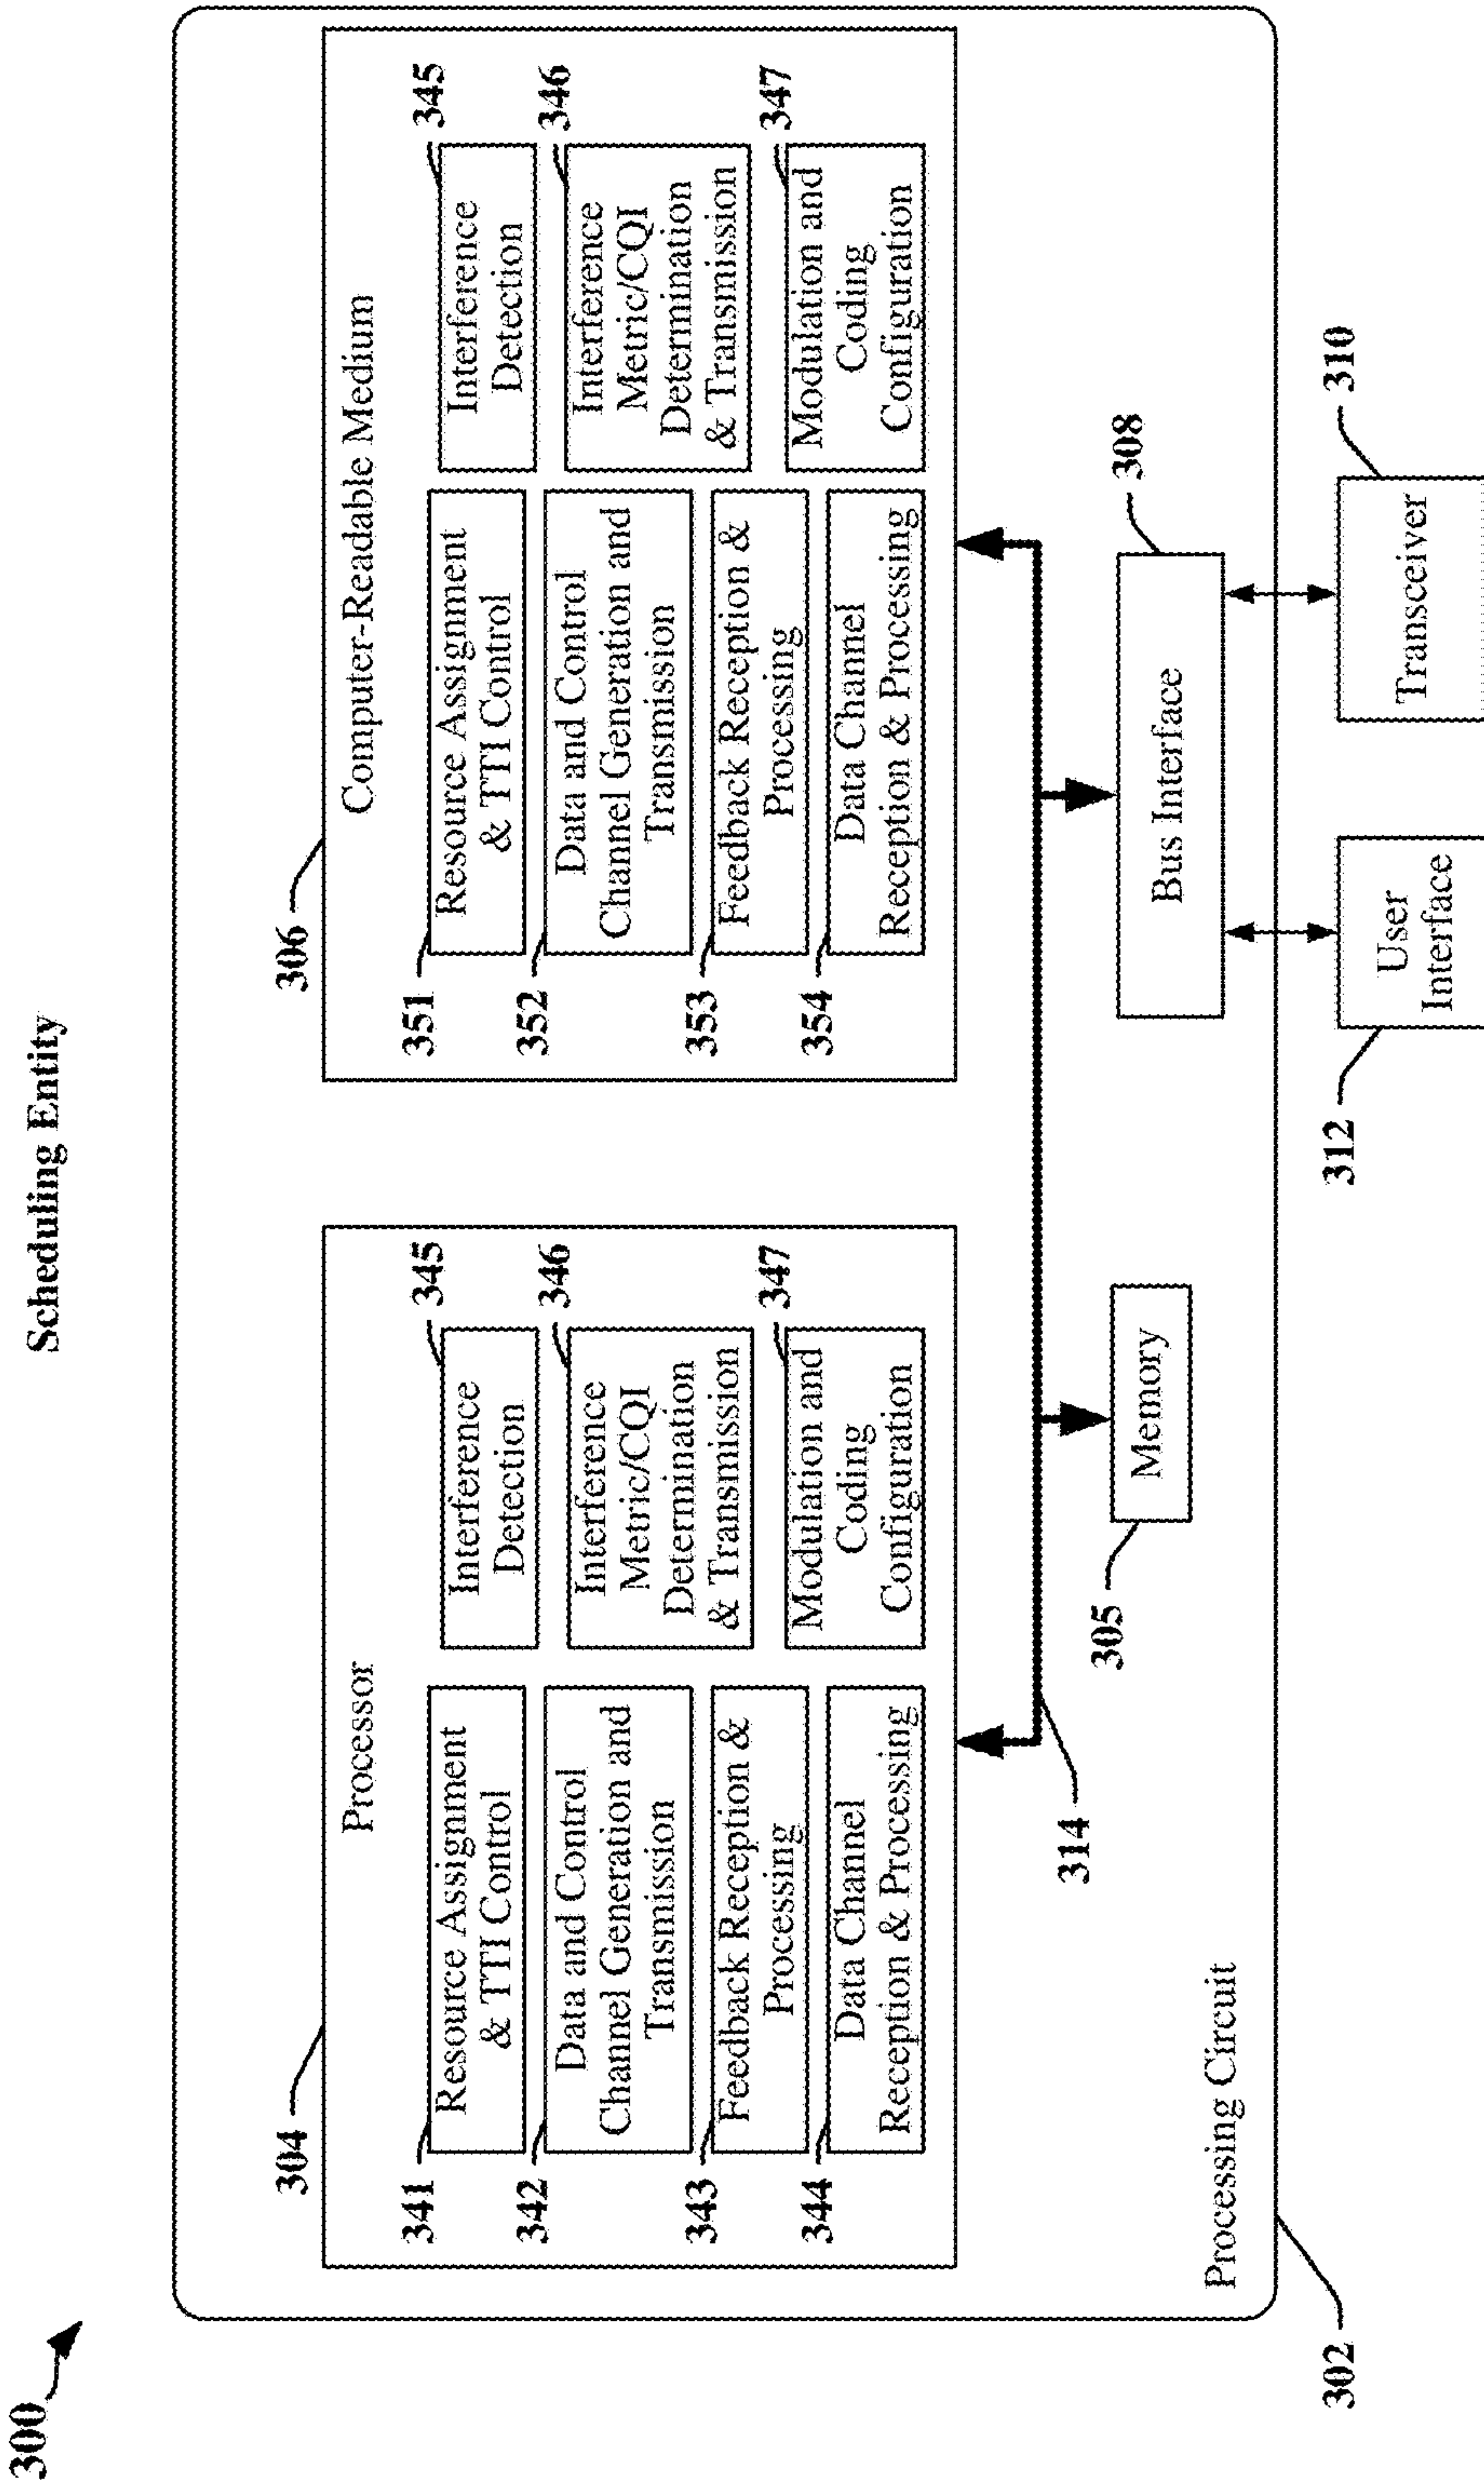 300
Scheduling Entity
304
Processor
341
Resource Assignment
& TTI Control
342
Data and Control
Channel Generation and
Transmission
343
Feedback Reception &
Processing
344
Data Channel
Reception & Processing
345
Interference
Detection
346
Interference
Metric/CQI
Determination
& Transmission
347
Modulation and
Coding
Configuration
306
Computer-Readable Medium
351
Resource Assignment
& TTI Control
352
Data and Control
Channel Generation and
Transmission
353
Feedback Reception &
Processing
354
Data Channel
Reception & Processing
345
Interference
Detection
346
Interference
Metric/CQI
Determination
& Transmission
347
Modulation and
Coding
Configuration
314
305
Memory
Bus Interface
308
Processing Circuit
302
312
User
Interface
Transceiver
310